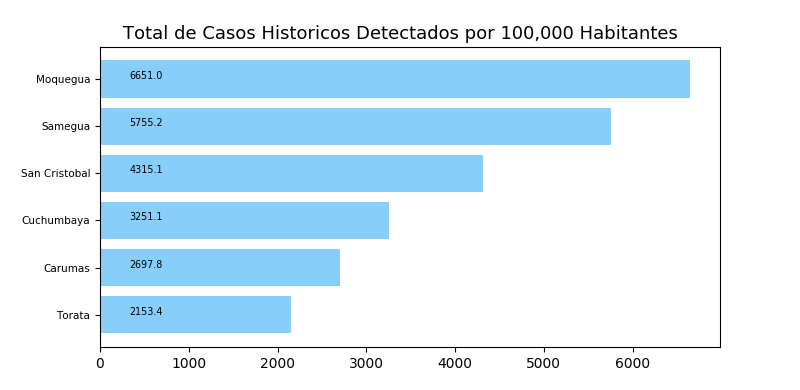 Total de Casos Historicos Detectados por 100,000 Habitantes
Moquegua 6651.0
Samegua 5755.2
San Cristobal 4315.1
Cuchumbaya 3251.1
Carumas 2697.8
Torata 2153.4
0 1000 2000 3000 4000 5000 6000